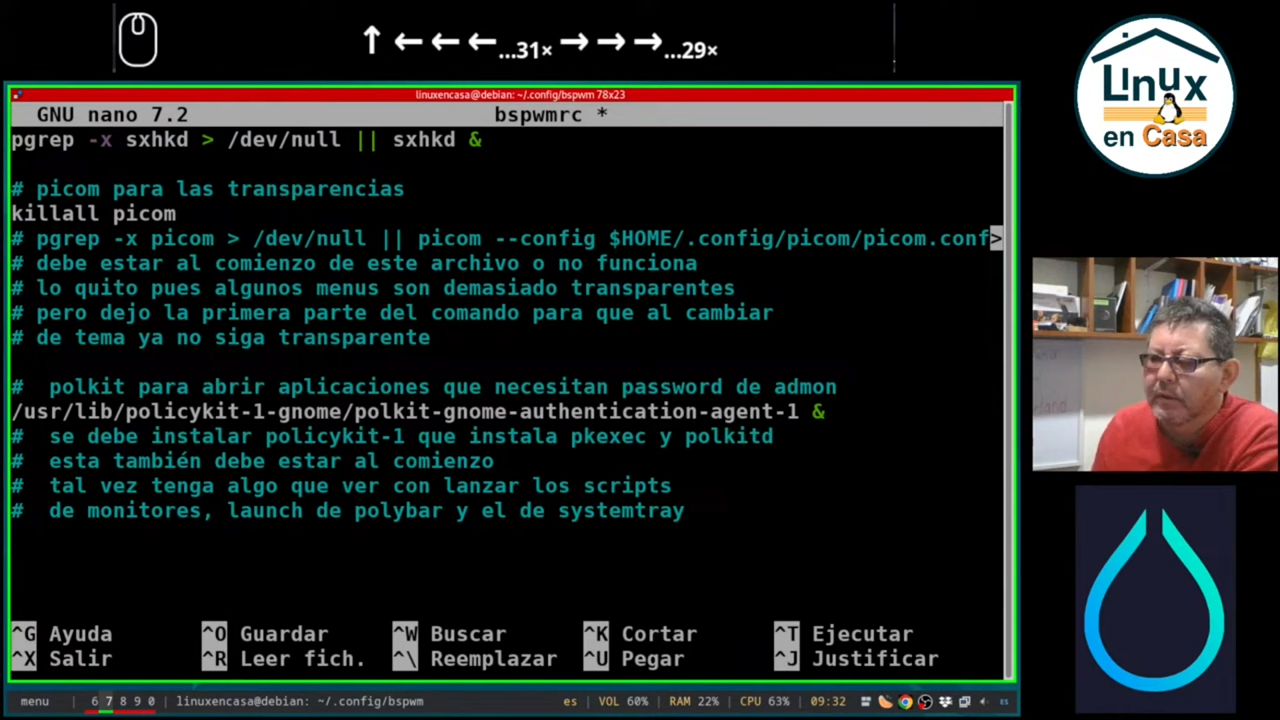 ↑ ← ← ← ...31× → → → ...29×
LInux
en Casa
linuxencasa@debian: ~/.config/bspwm 78x23
GNU nano 7.2 bspwmrc *
pgrep -x sxhkd > /dev/null || sxhkd &
# picom para las transparencias
killall picom
# pgrep -x picom > /dev/null || picom --config $HOME/.config/picom/picom.conf>
# debe estar al comienzo de este archivo o no funciona
# lo quito pues algunos menus son demasiado transparentes
# pero dejo la primera parte del comando para que al cambiar
# de tema ya no siga transparente
#  polkit para abrir aplicaciones que necesitan password de admon
/usr/lib/policykit-1-gnome/polkit-gnome-authentication-agent-1 &
#  se debe instalar policykit-1 que instala pkexec y polkitd
#  esta también debe estar al comienzo
#  tal vez tenga algo que ver con lanzar los scripts
#  de monitores, launch de polybar y el de systemtray
^G Ayuda ^O Guardar ^W Buscar ^K Cortar ^T Ejecutar
^X Salir ^R Leer fich. ^\ Reemplazar ^U Pegar ^J Justificar
menu | 6 7 8 9 0 | linuxencasa@debian: ~/.config/bspwm es | VOL 60% | RAM 22% | CPU 63% | 09:32 ES